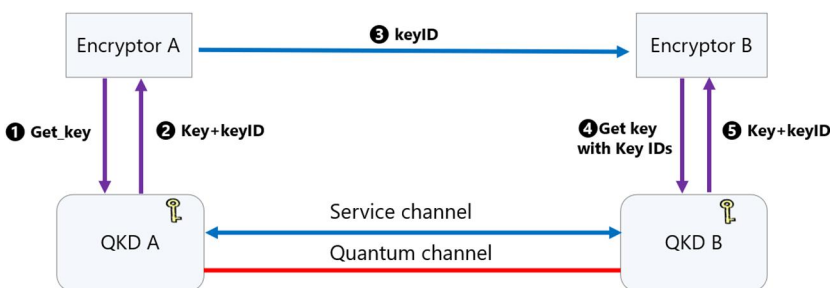 ❸ keyID
Encryptor A
Encryptor B
❶ Get_key
❷ Key+keyID
❹Get key
with Key IDs
❺ Key+keyID
Service channel
QKD A
QKD B
Quantum channel